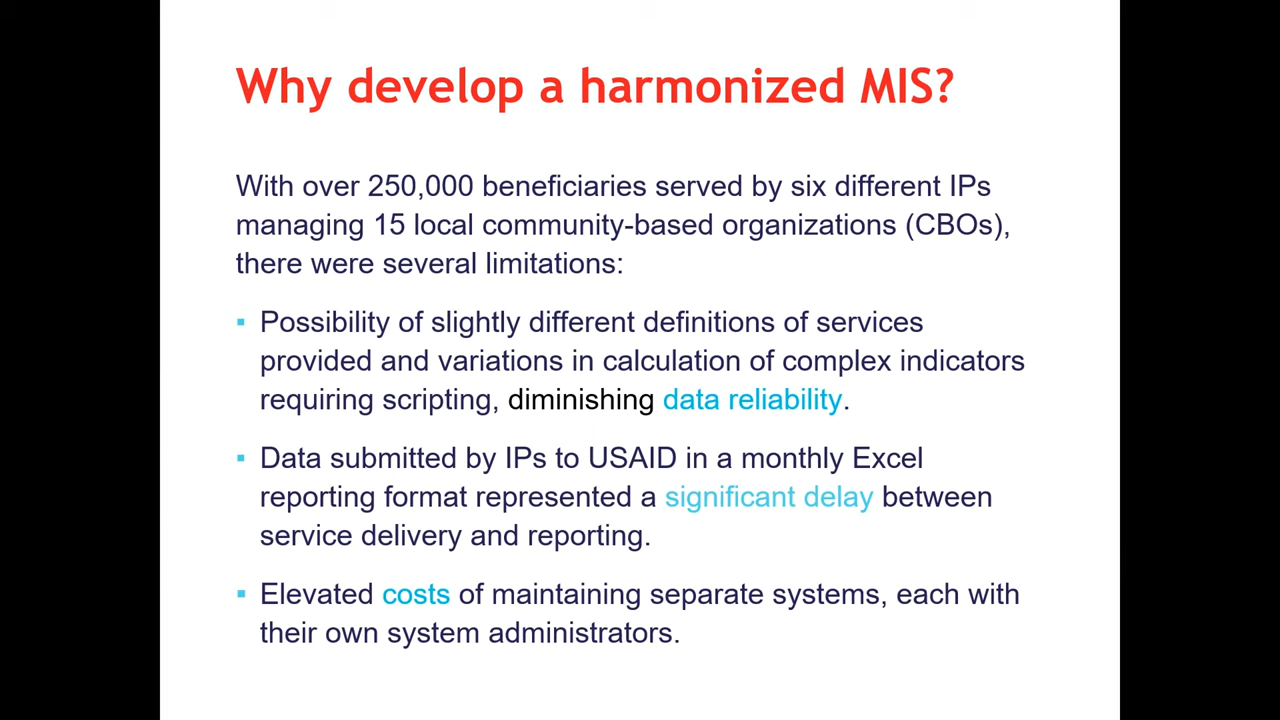 Why develop a harmonized MIS?
With over 250,000 beneficiaries served by six different IPs
managing 15 local community-based organizations (CBOs),
there were several limitations:
▪ Possibility of slightly different definitions of services
provided and variations in calculation of complex indicators
requiring scripting, diminishing data reliability.
▪ Data submitted by IPs to USAID in a monthly Excel
reporting format represented a significant delay between
service delivery and reporting.
▪ Elevated costs of maintaining separate systems, each with
their own system administrators.